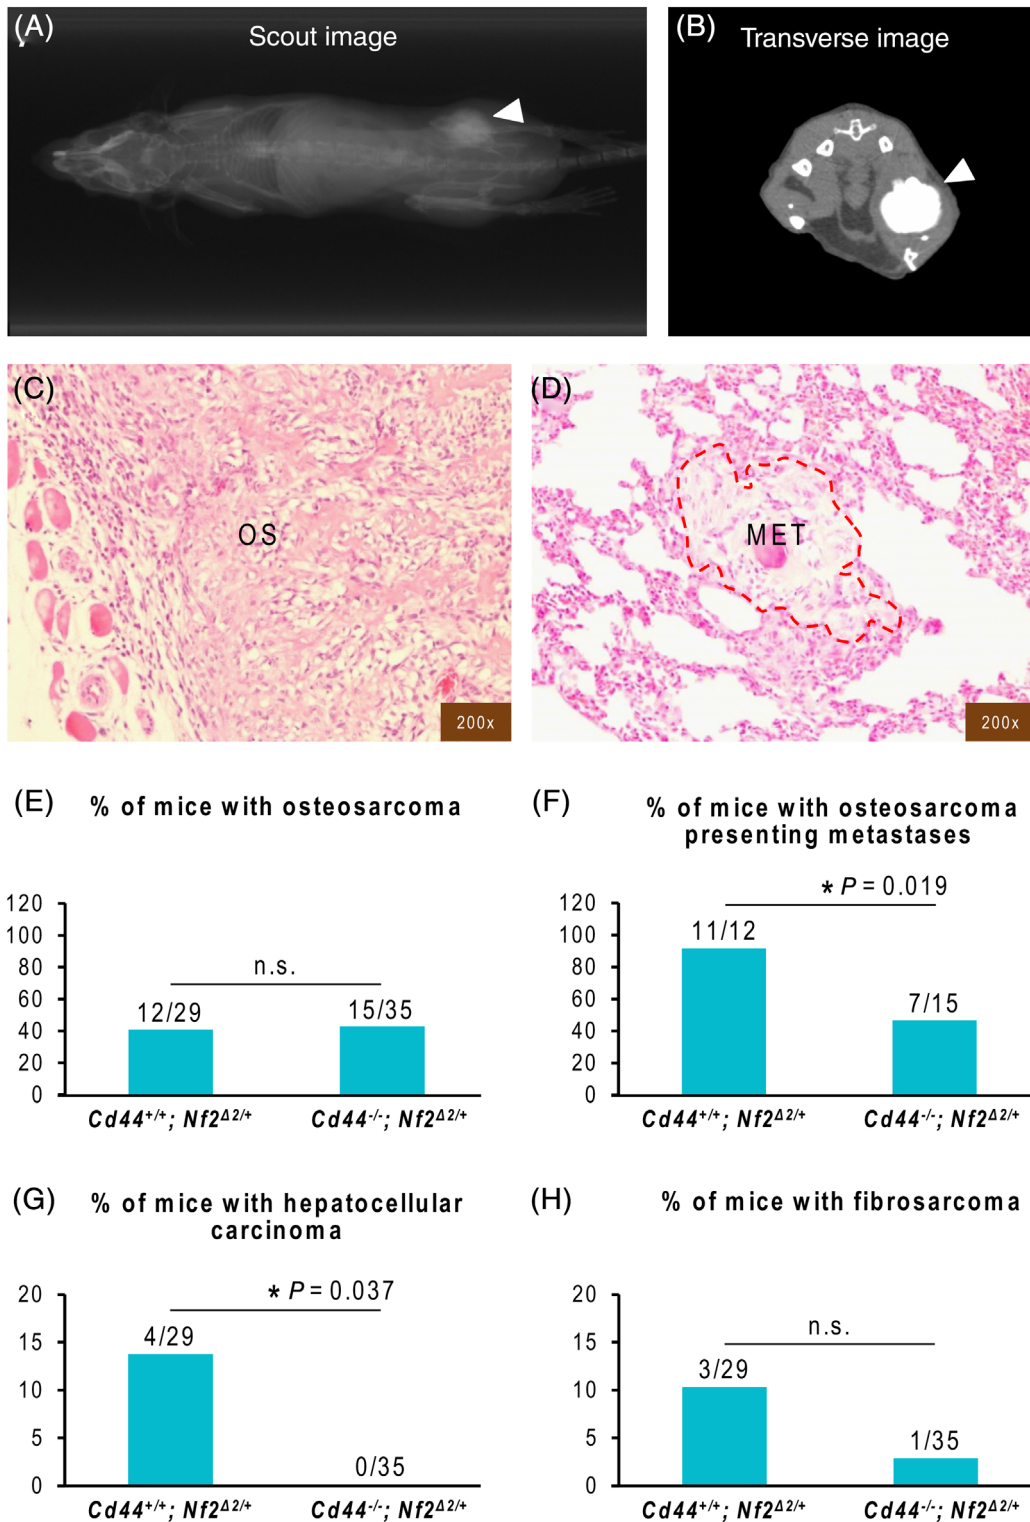 (A)
Scout image
(B)
Transverse image
(C)
OS
200x
(D)
MET
200x
(E)
% of mice with osteosarcoma
120
100
80
60
40
20
0
n.s.
12/29
15/35
Cd44+/+; Nf2Δ2/+
Cd44-/-; Nf2Δ2/+
(F)
% of mice with osteosarcoma
presenting metastases
120
100
80
60
40
20
0
* P = 0.019
11/12
7/15
Cd44+/+; Nf2Δ2/+
Cd44-/-; Nf2Δ2/+
(G)
% of mice with hepatocellular
carcinoma
20
15
10
5
0
* P = 0.037
4/29
0/35
Cd44+/+; Nf2Δ2/+
Cd44-/-; Nf2Δ2/+
(H)
% of mice with fibrosarcoma
20
15
10
5
0
n.s.
3/29
1/35
Cd44+/+; Nf2Δ2/+
Cd44-/-; Nf2Δ2/+